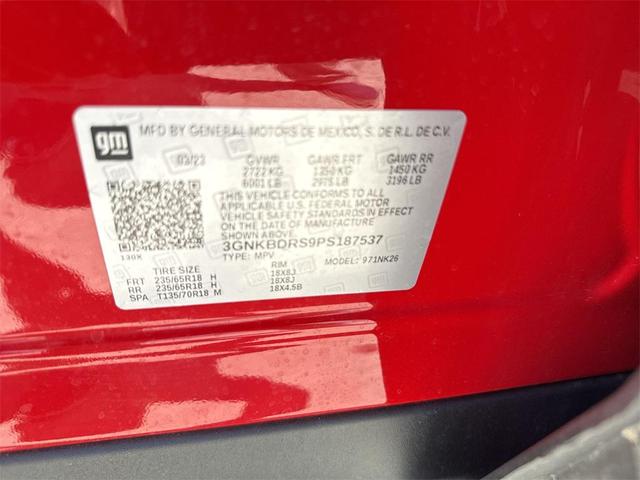 gm
MFD BY GENERAL MOTORS DE MEXICO, S. DE R.L. DE C.V.
03/23 GVWR GAWR FRT GAWR RR
2722 KG 1350 KG 1450 KG
6001 LB 2975 LB 3196 LB
THIS VEHICLE CONFORMS TO ALL
APPLICABLE U.S. FEDERAL MOTOR
VEHICLE SAFETY STANDARDS IN EFFECT
ON THE DATE OF MANUFACTURE
SHOWN ABOVE.
3GNKBDRS9PS187537
TYPE: MPV MODEL: 971NK26
130X
TIRE SIZE RIM
FRT 235/65R18 H 18X8J
RR 235/65R18 H 18X8J
SPA T135/70R18 M 18X4.5B